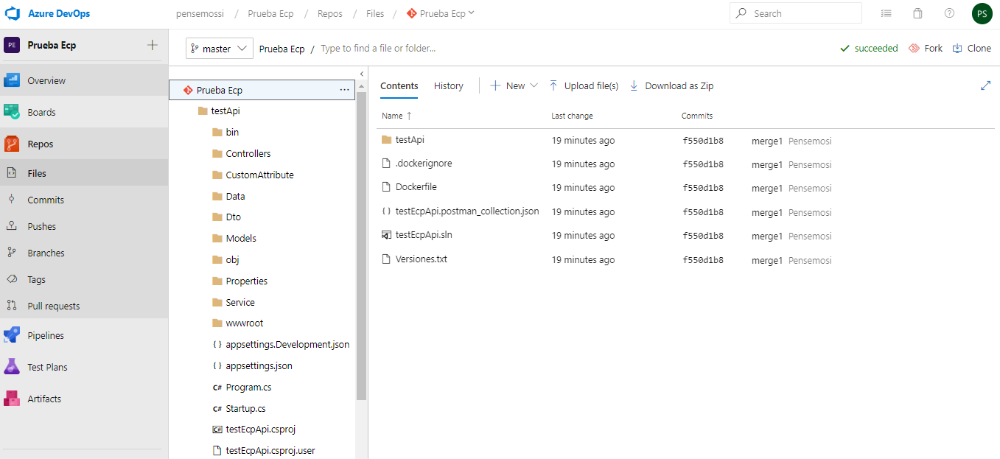 Azure DevOps
pensemossi / Prueba Ecp / Repos / Files / Prueba Ecp
Search
PS
PE Prueba Ecp
master
Prueba Ecp / Type to find a file or folder...
succeeded
Fork
Clone
Overview
Boards
Repos
Files
Commits
Pushes
Branches
Tags
Pull requests
Pipelines
Test Plans
Artifacts
Prueba Ecp ...
testApi
bin
Controllers
CustomAttribute
Data
Dto
Models
obj
Properties
Service
wwwroot
{ } appsettings.Development.json
{ } appsettings.json
C# Program.cs
C# Startup.cs
C# testEcpApi.csproj
testEcpApi.csproj.user
Contents History New Upload file(s) Download as Zip
Name ↑ Last change Commits
testApi 19 minutes ago f550d1b8 merge1 Pensemosi
.dockerignore 19 minutes ago f550d1b8 merge1 Pensemosi
Dockerfile 19 minutes ago f550d1b8 merge1 Pensemosi
{ } testEcpApi.postman_collection.json 19 minutes ago f550d1b8 merge1 Pensemosi
testEcpApi.sln 19 minutes ago f550d1b8 merge1 Pensemosi
Versiones.txt 19 minutes ago f550d1b8 merge1 Pensemosi